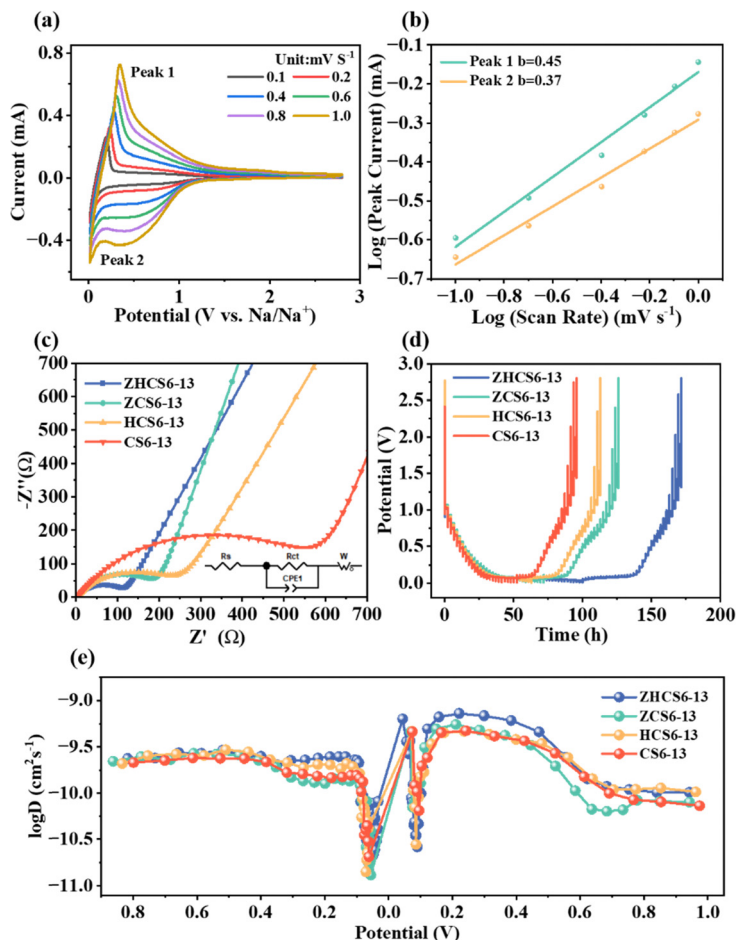 (a)
0.8
0.4
0.0
−0.4
Current (mA)
Peak 1
Peak 2
Unit:mV S⁻¹
0.1 0.2
0.4 0.6
0.8 1.0
0 1 2 3
Potential (V vs. Na/Na⁺)
(b)
−0.1
−0.2
−0.3
−0.4
−0.5
−0.6
−0.7
Log (Peak Current) (mA)
Peak 1 b=0.45
Peak 2 b=0.37
−1.0 −0.8 −0.6 −0.4 −0.2 0.0
Log (Scan Rate) (mV s⁻¹)
(c)
-700
600
500
400
300
200
100
0
-Z''(Ω)
ZHCS6-13
ZCS6-13
HCS6-13
CS6-13
Rs Rct W
CPE1
0 100 200 300 400 500 600 700
Z' (Ω)
(d)
3.0
2.5
2.0
1.5
1.0
0.5
0.0
Potential (V)
ZHCS6-13
ZCS6-13
HCS6-13
CS6-13
0 50 100 150 200
Time (h)
(e)
−9.0
−9.5
−10.0
−10.5
−11.0
logD (cm²s⁻¹)
ZHCS6-13
ZCS6-13
HCS6-13
CS6-13
0.8 0.6 0.4 0.2 0.0 0.2 0.4 0.6 0.8 1.0
Potential (V)